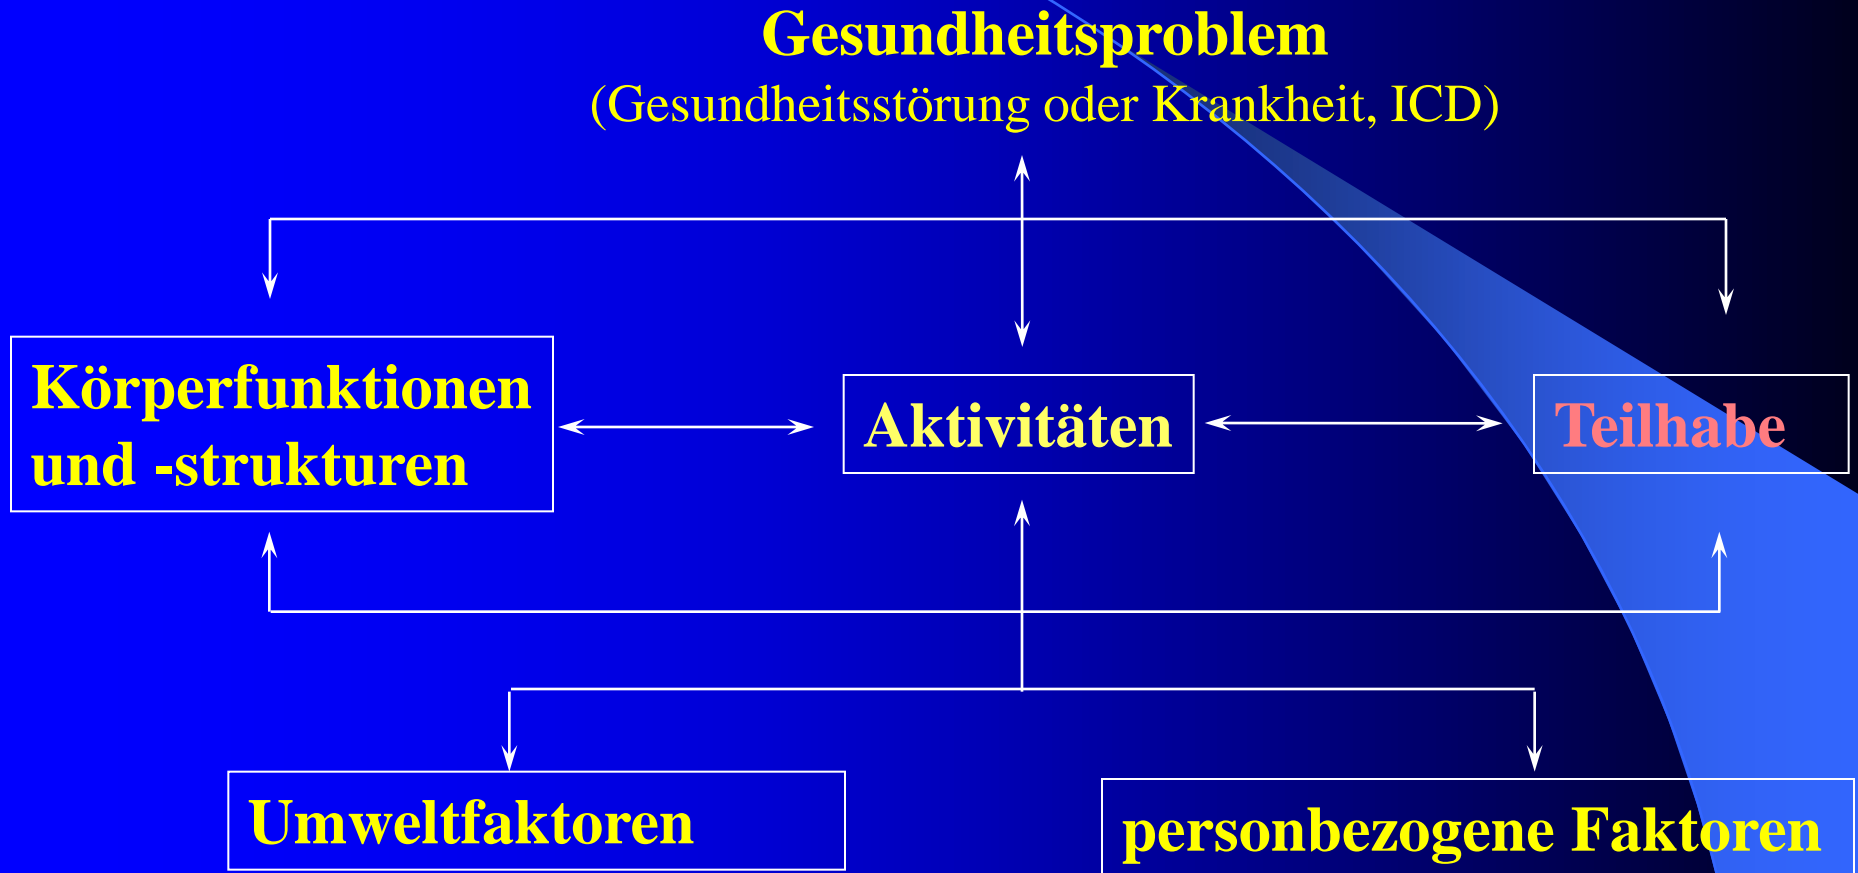 Gesundheitsproblem
(Gesundheitsstörung oder Krankheit, ICD)
Körperfunktionen
und -strukturen
Aktivitäten
Teilhabe
Umweltfaktoren
personbezogene Faktoren